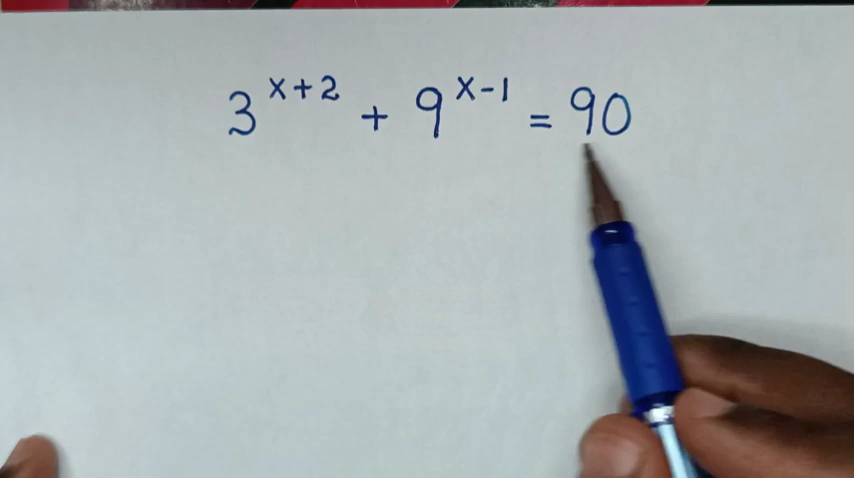 3^{x+2} + 9^{x-1} = 90